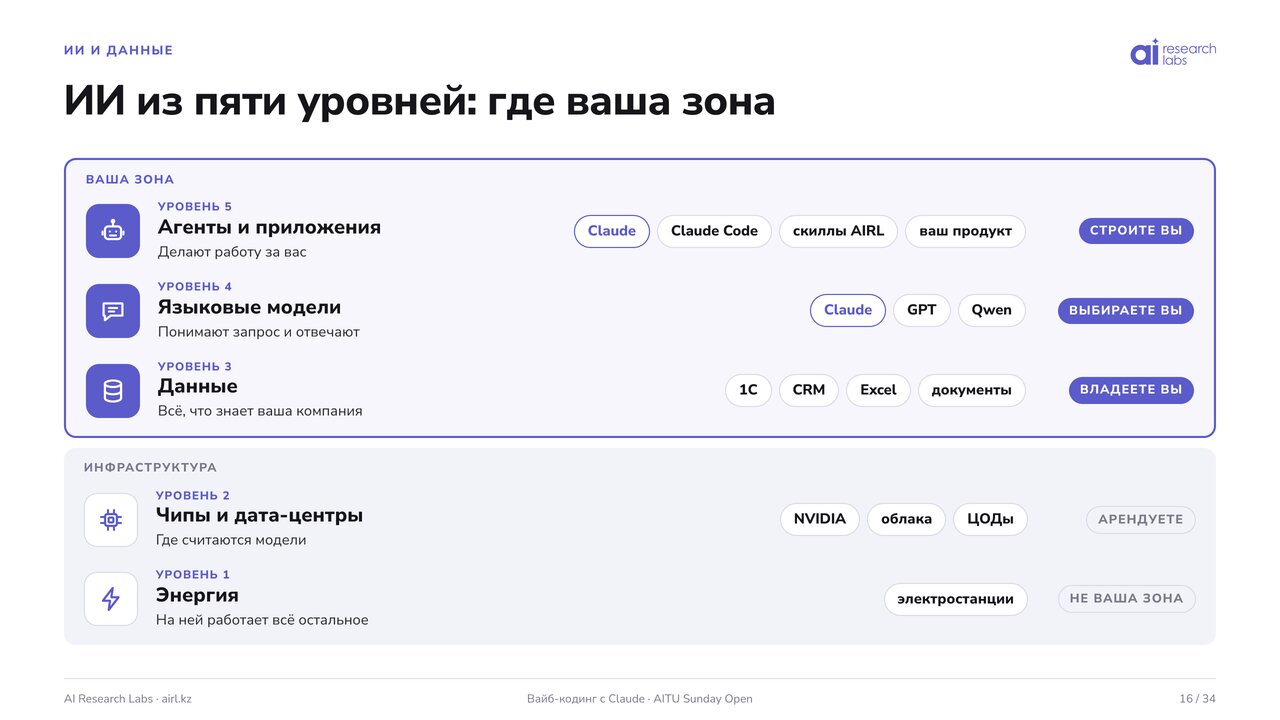 ИИ И ДАННЫЕ
ai research labs
ИИ из пяти уровней: где ваша зона
ВАША ЗОНА
УРОВЕНЬ 5
Агенты и приложения
Делают работу за вас
Claude
Claude Code
скиллы AIRL
ваш продукт
СТРОИТЕ ВЫ
УРОВЕНЬ 4
Языковые модели
Понимают запрос и отвечают
Claude
GPT
Qwen
ВЫБИРАЕТЕ ВЫ
УРОВЕНЬ 3
Данные
Всё, что знает ваша компания
1С
CRM
Excel
документы
ВЛАДЕЕТЕ ВЫ
ИНФРАСТРУКТУРА
УРОВЕНЬ 2
Чипы и дата-центры
Где считаются модели
NVIDIA
облака
ЦОДы
АРЕНДУЕТЕ
УРОВЕНЬ 1
Энергия
На ней работает всё остальное
электростанции
НЕ ВАША ЗОНА
AI Research Labs · airl.kz
Вайб-кодинг с Claude · AITU Sunday Open
16 / 34